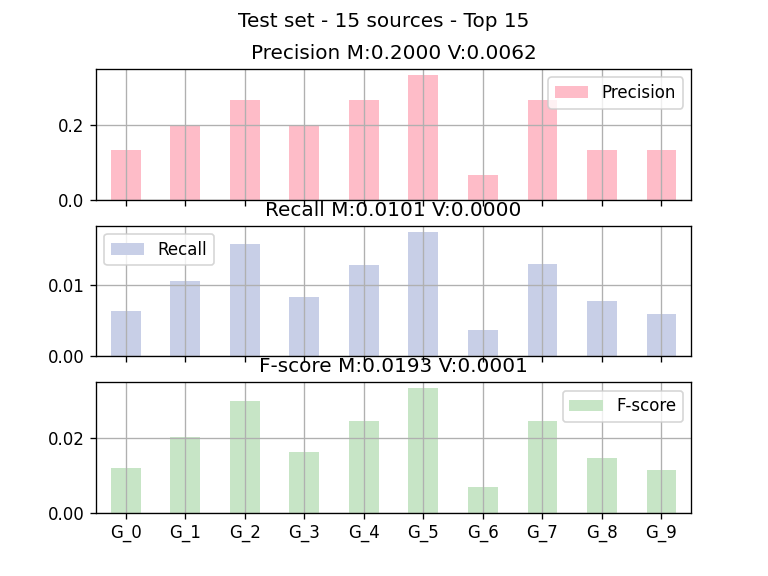 Test set - 15 sources - Top 15
Precision M:0.2000 V:0.0062
Precision
0.2
0.0
Recall M:0.0101 V:0.0000
Recall
0.01
0.00
F-score M:0.0193 V:0.0001
F-score
0.02
0.00
G_0 G_1 G_2 G_3 G_4 G_5 G_6 G_7 G_8 G_9